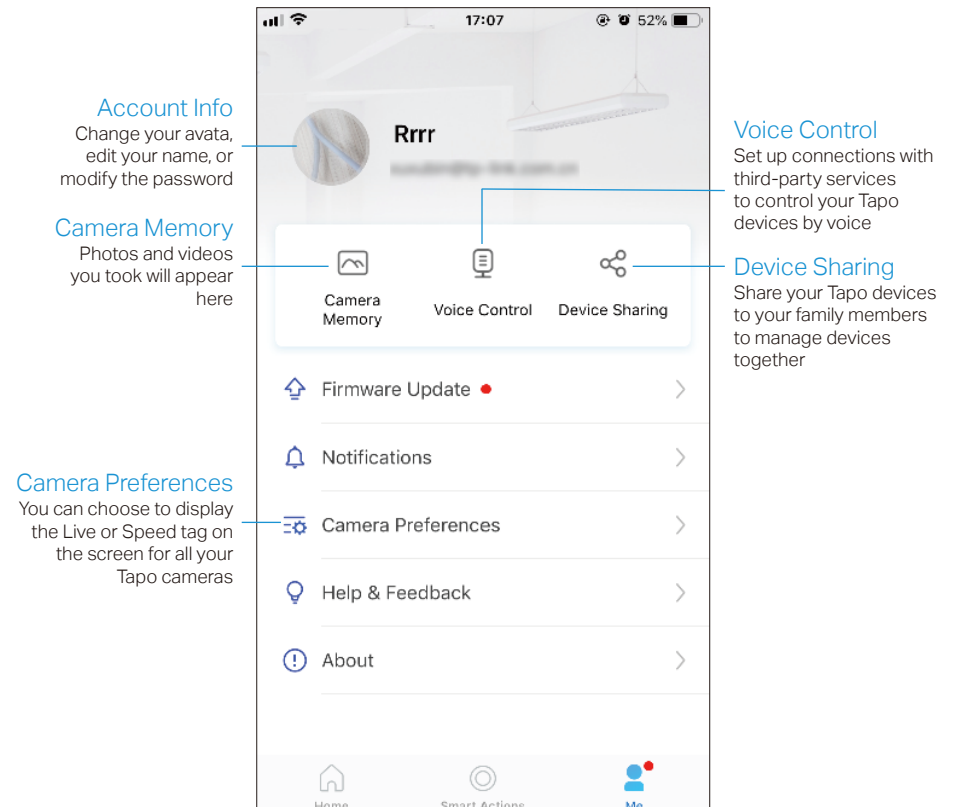 17:07
52%
Account Info
Change your avata,
edit your name, or
modify the password
Rrrr
Voice Control
Set up connections with
third-party services
to control your Tapo
devices by voice
Camera Memory
Photos and videos
you took will appear
here
Device Sharing
Share your Tapo devices
to your family members
to manage devices
together
Camera
Memory
Voice Control
Device Sharing
Firmware Update
Notifications
Camera Preferences
You can choose to display
the Live or Speed tag on
the screen for all your
Tapo cameras
Camera Preferences
Help & Feedback
About
Home
Smart Actions
Me